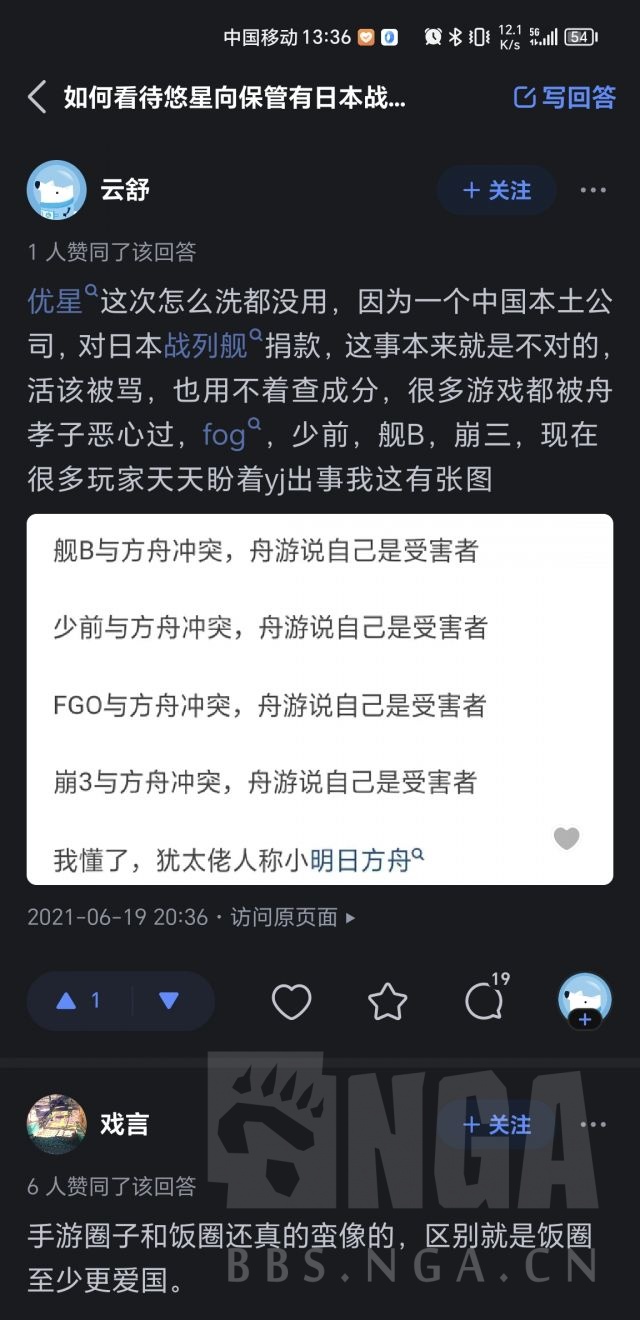 中国移动 13:36 12.1 K/s 5G 54
如何看待悠星向保管有日本战... 写回答
云舒
+ 关注
1 人赞同了该回答
优星这次怎么洗都没用，因为一个中国本土公
司，对日本战列舰捐款，这事本来就是不对的，
活该被骂，也用不着查成分，很多游戏都被舟
孝子恶心过，fog，少前，舰B，崩三，现在
很多玩家天天盼着yj出事我这有张图
舰B与方舟冲突，舟游说自己是受害者
少前与方舟冲突，舟游说自己是受害者
FGO与方舟冲突，舟游说自己是受害者
崩3与方舟冲突，舟游说自己是受害者
我懂了，犹太佬人称小明日方舟
2021-06-19 20:36 · 访问原页面
1
19
戏言
+ 关注
6 人赞同了该回答
手游圈子和饭圈还真的蛮像的，区别就是饭圈
至少更爱国。
NGA
BBS.NGA.CN